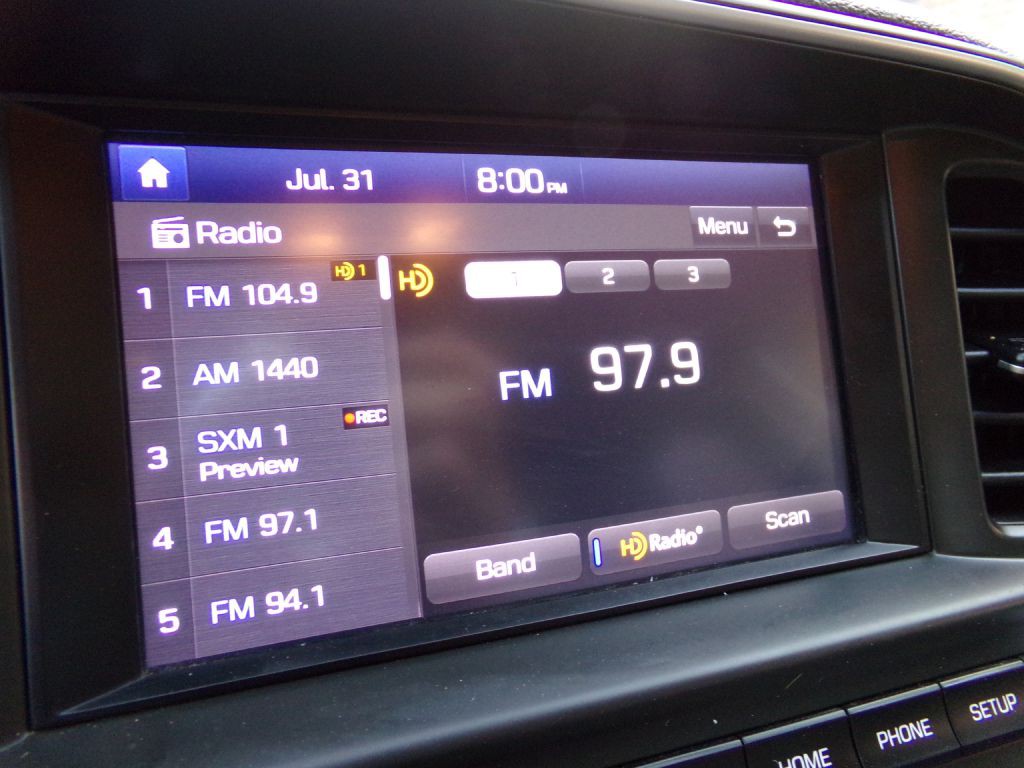 Jul. 31 8:00 PM
Radio Menu
1 FM 104.9 HD 1
2 AM 1440
3 SXM 1 REC
Preview
4 FM 97.1
5 FM 94.1
HD 1 2 3
FM 97.9
Band HD Radio® Scan
HOME PHONE SETUP